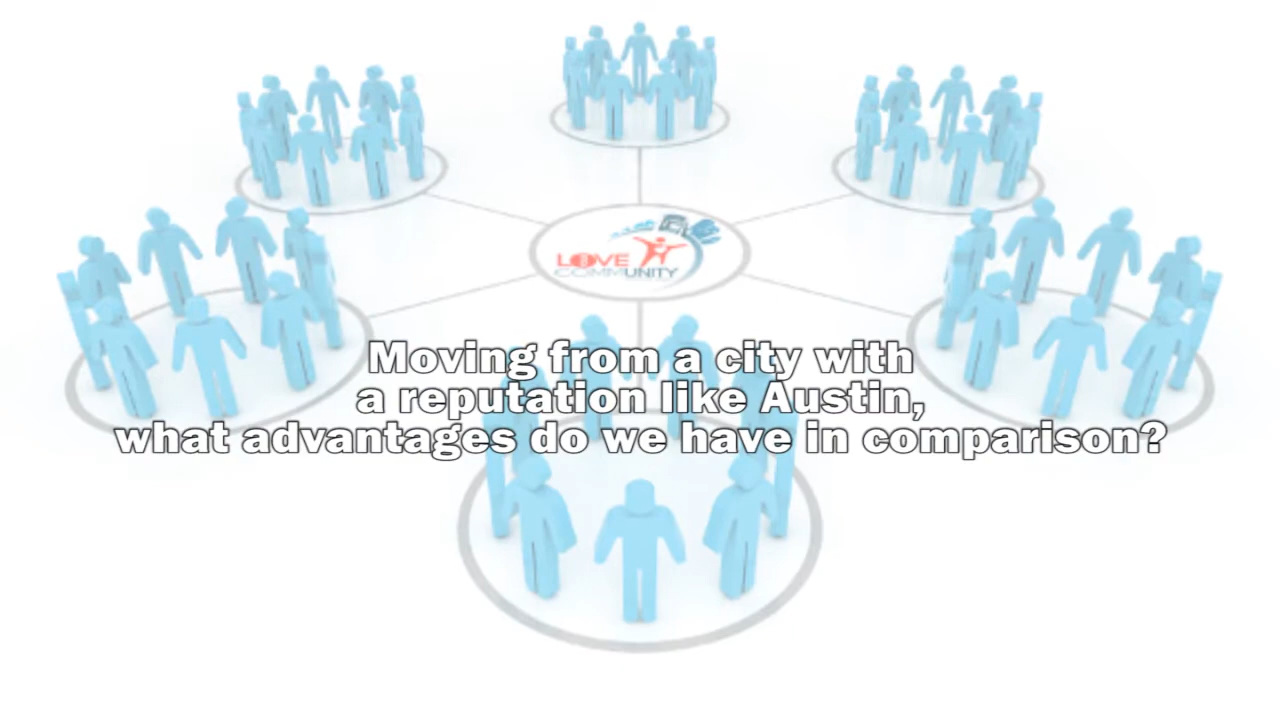 LOVE
COMMUNITY
Moving from a city with
a reputation like Austin,
what advantages do we have in comparison?